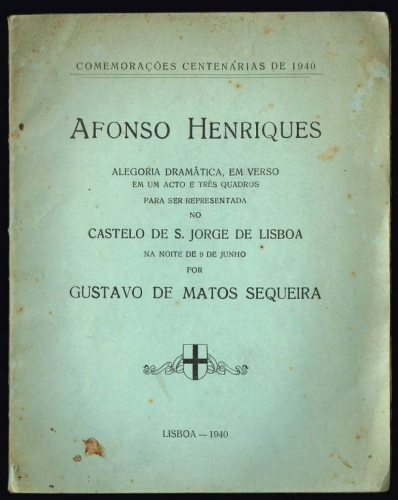 COMEMORAÇÕES CENTENÁRIAS DE 1940
AFONSO HENRIQUES
ALEGORIA DRAMÁTICA, EM VERSO
EM UM ACTO E TRÊS QUADROS
PARA SER REPRESENTADA
NO
CASTELO DE S. JORGE DE LISBOA
NA NOITE DE 9 DE JUNHO
POR
GUSTAVO DE MATOS SEQUEIRA
LISBOA — 1940